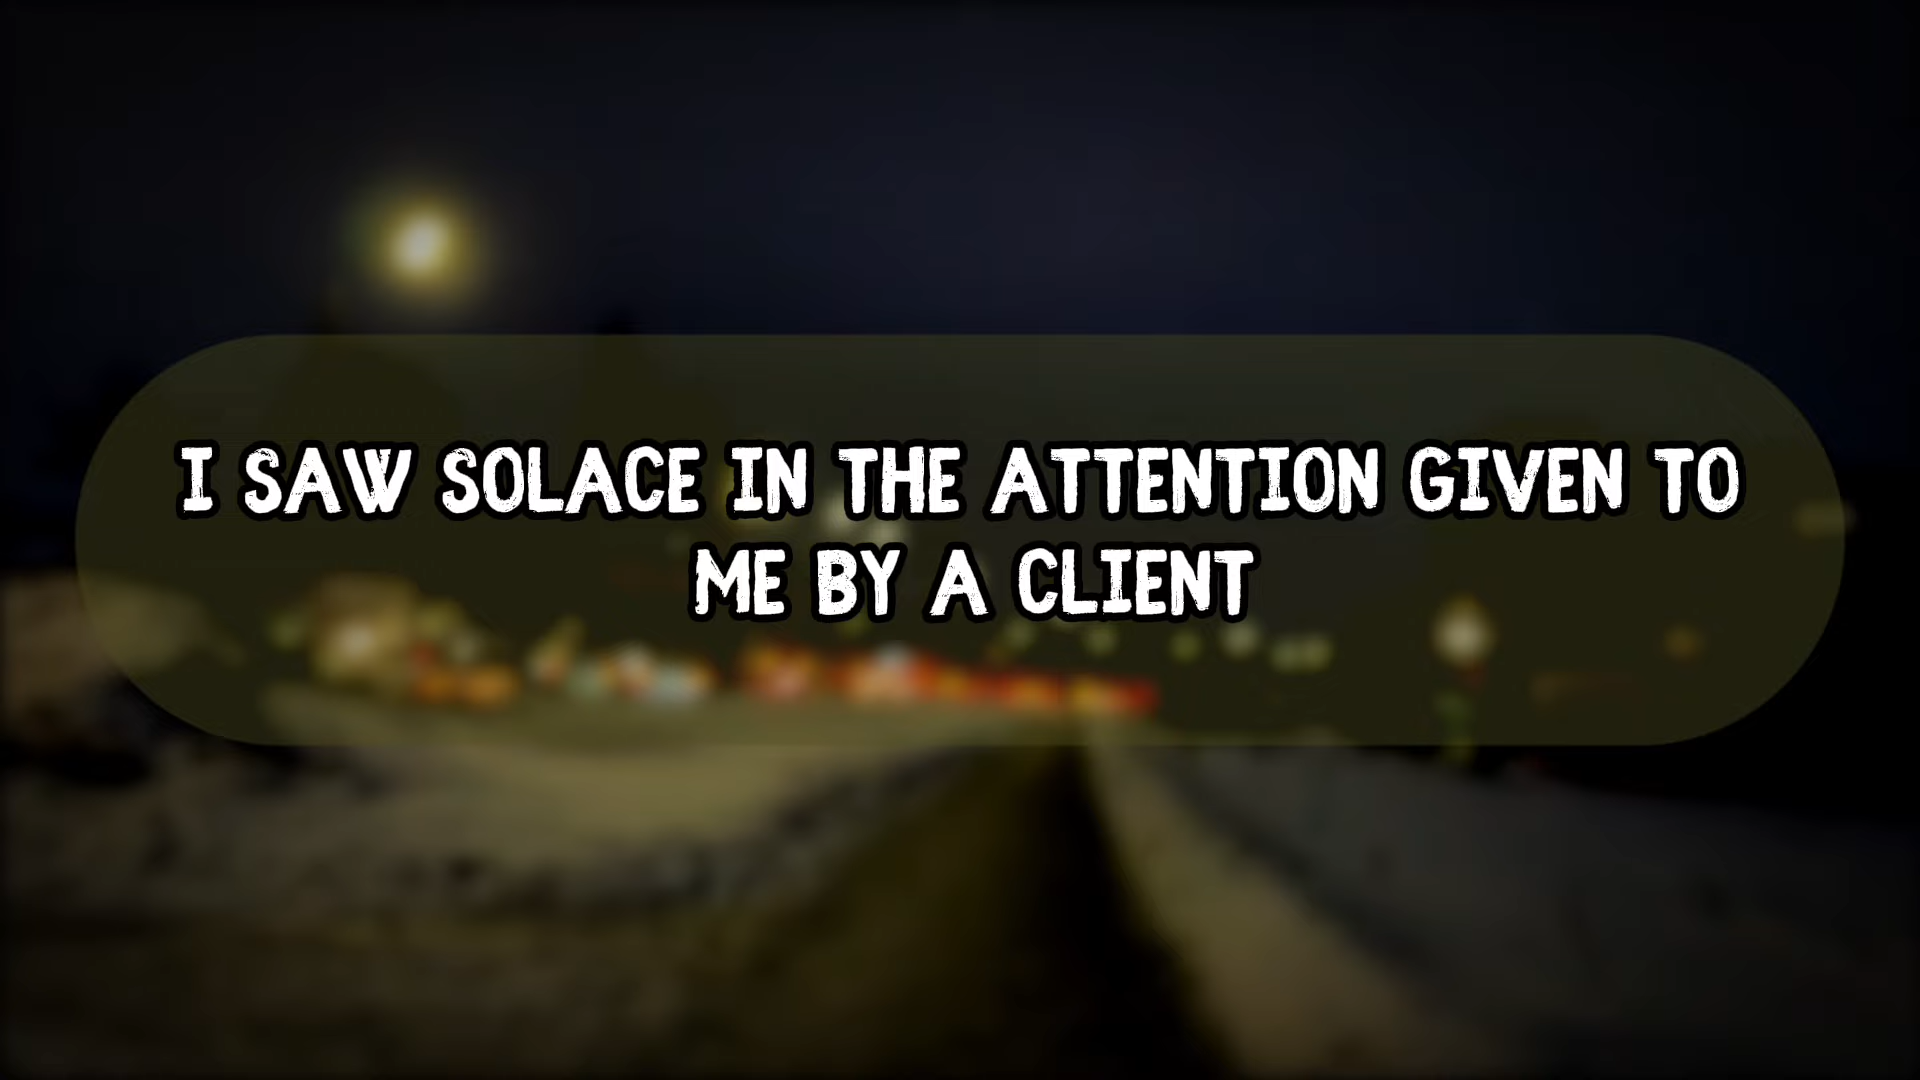 I SAW SOLACE IN THE ATTENTION GIVEN TO
ME BY A CLIENT